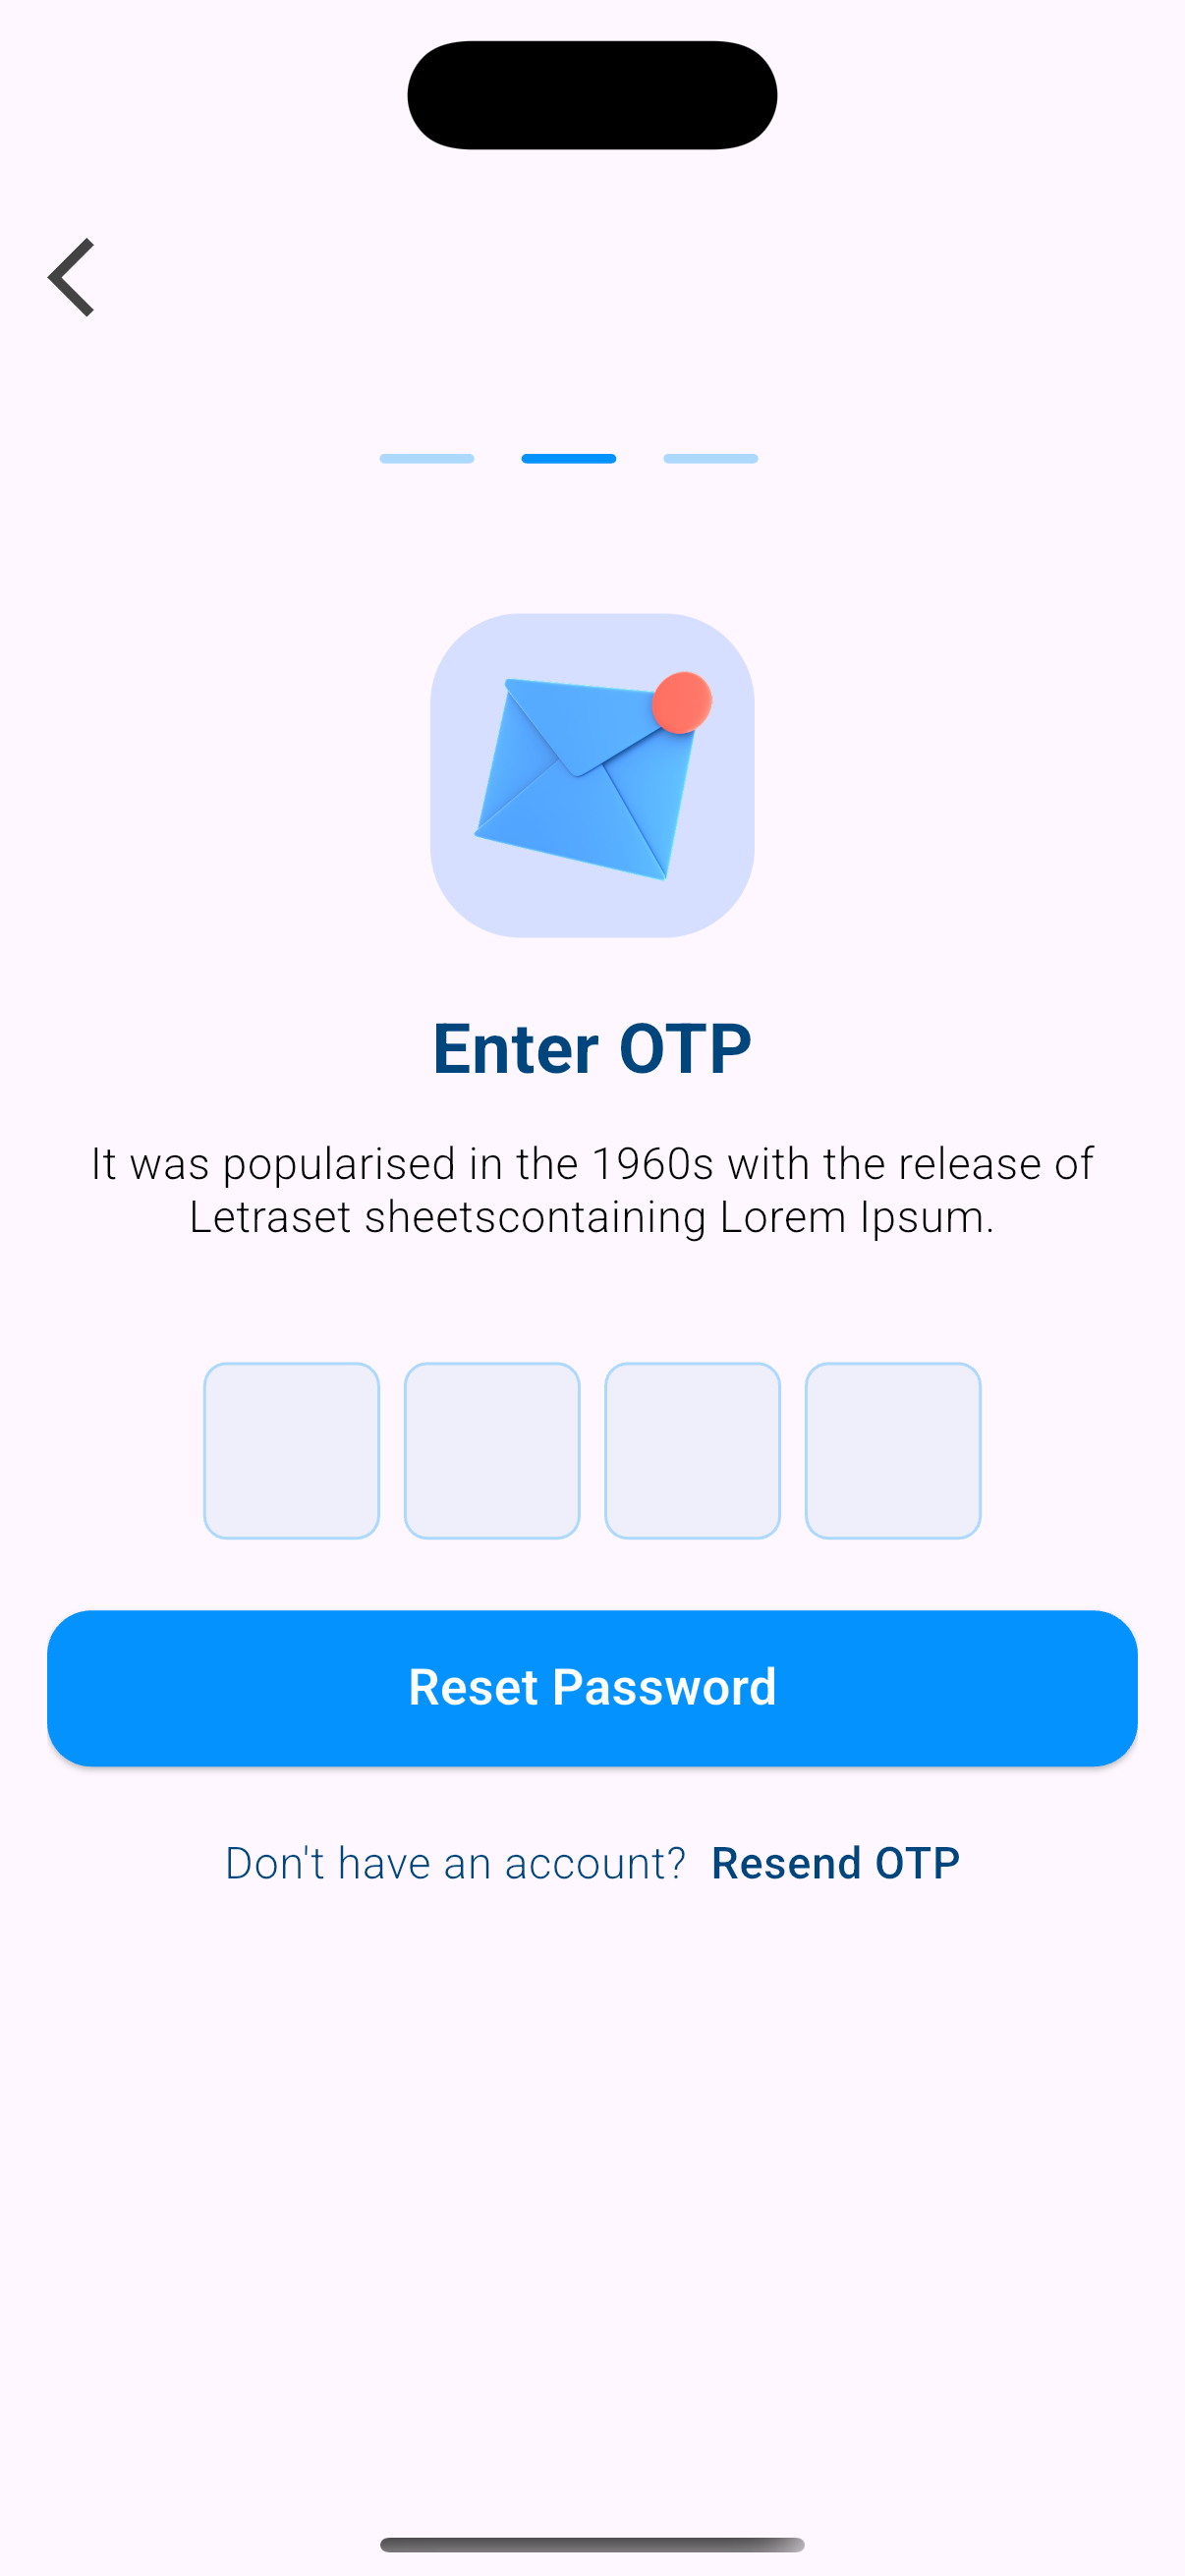 Enter OTP
It was popularised in the 1960s with the release of
Letraset sheetscontaining Lorem Ipsum.
Reset Password
Don't have an account? Resend OTP